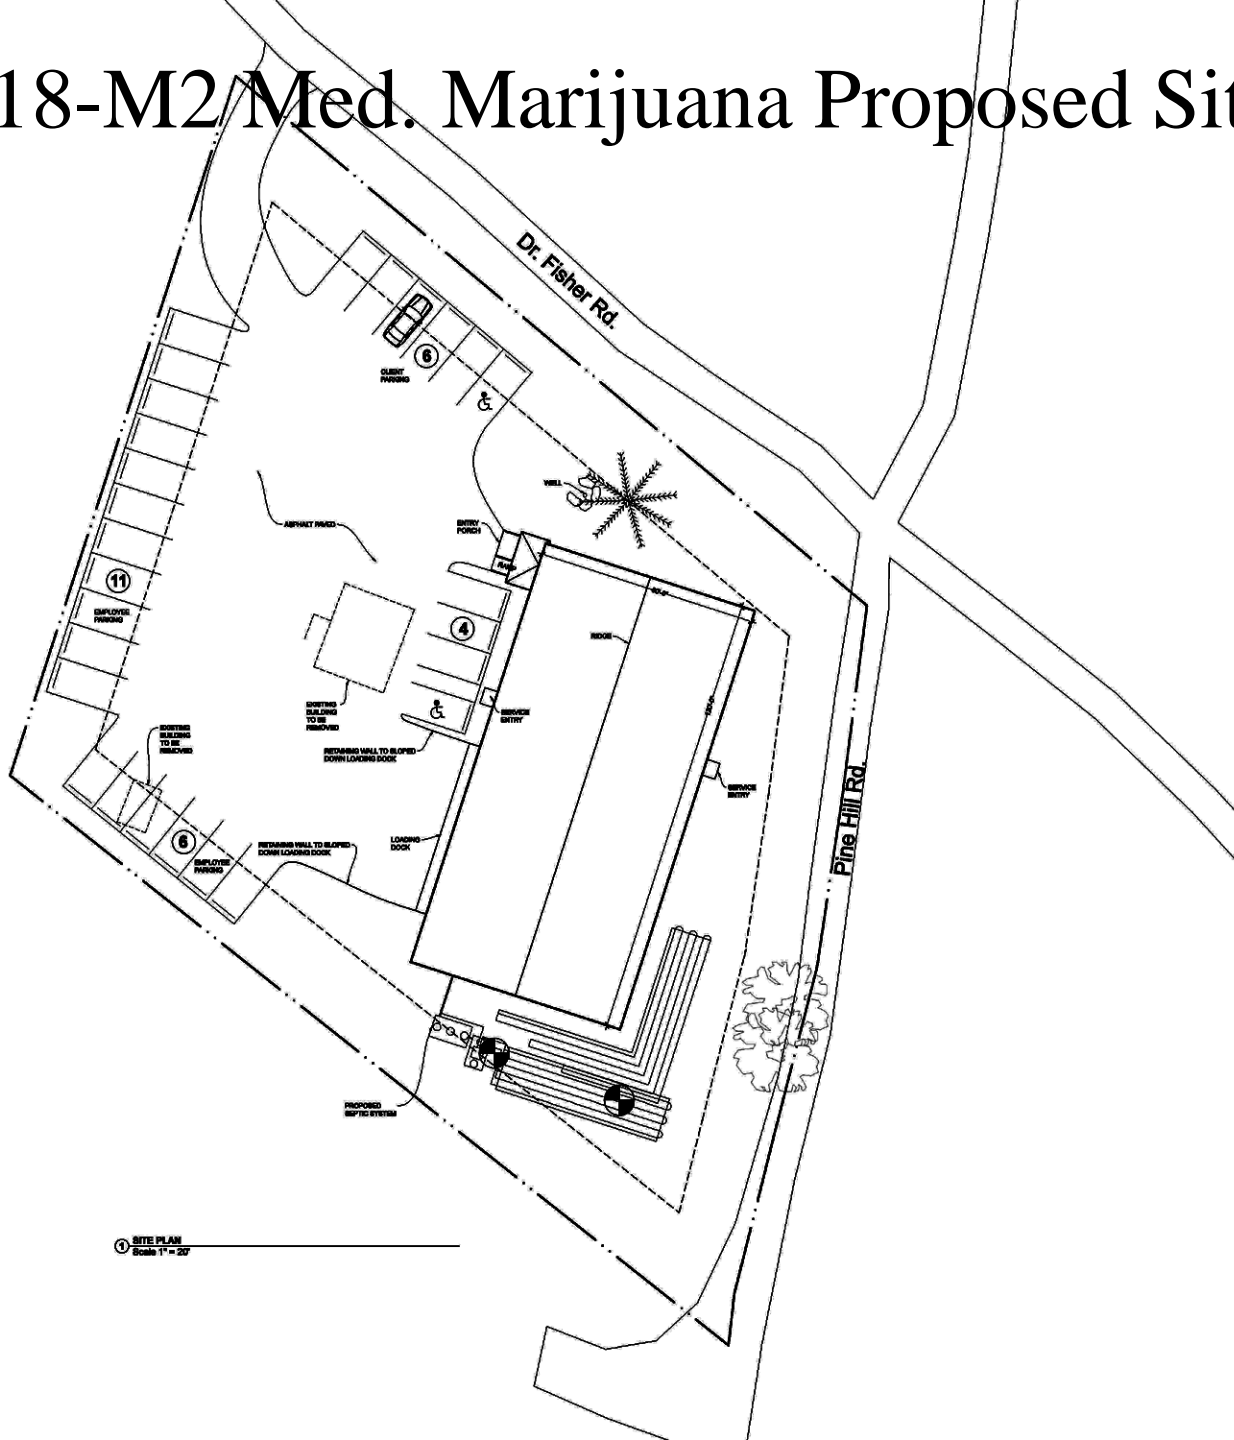 18-M2 Med. Marijuana Proposed Sit
Dr. Fisher Rd.
6
CLIENT
PARKING
WELL
ENTRY
PORCH
ASPHALT PAVED
11
EMPLOYEE
PARKING
4
RIDGE
EXISTING
BUILDING
TO BE
REMOVED
SERVICE
ENTRY
EXISTING
BUILDING
TO BE
REMOVED
RETAINING WALL TO SLOPED
DOWN LOADING DOCK
SERVICE
ENTRY
Pine Hill Rd.
6
EMPLOYEE
PARKING
RETAINING WALL TO SLOPED
DOWN LOADING DOCK
LOADING
DOCK
PROPOSED
SEPTIC SYSTEM
1 SITE PLAN
Scale 1" = 20'